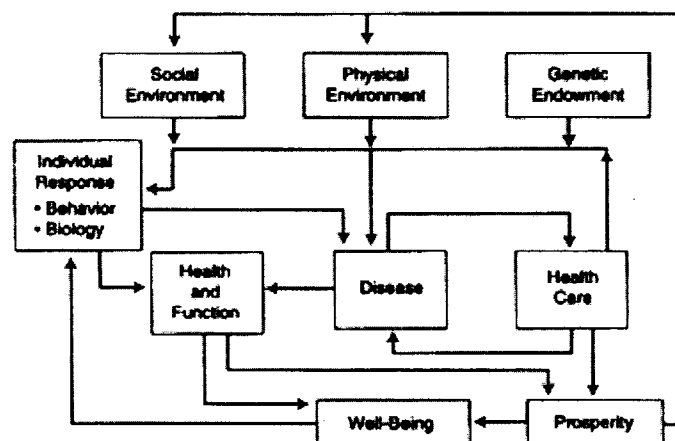 Social
Environment
Physical
Environment
Genetic
Endowment
Individual
Response
• Behavior
• Biology
Health
and
Function
Disease
Health
Care
Well-Being
Prosperity